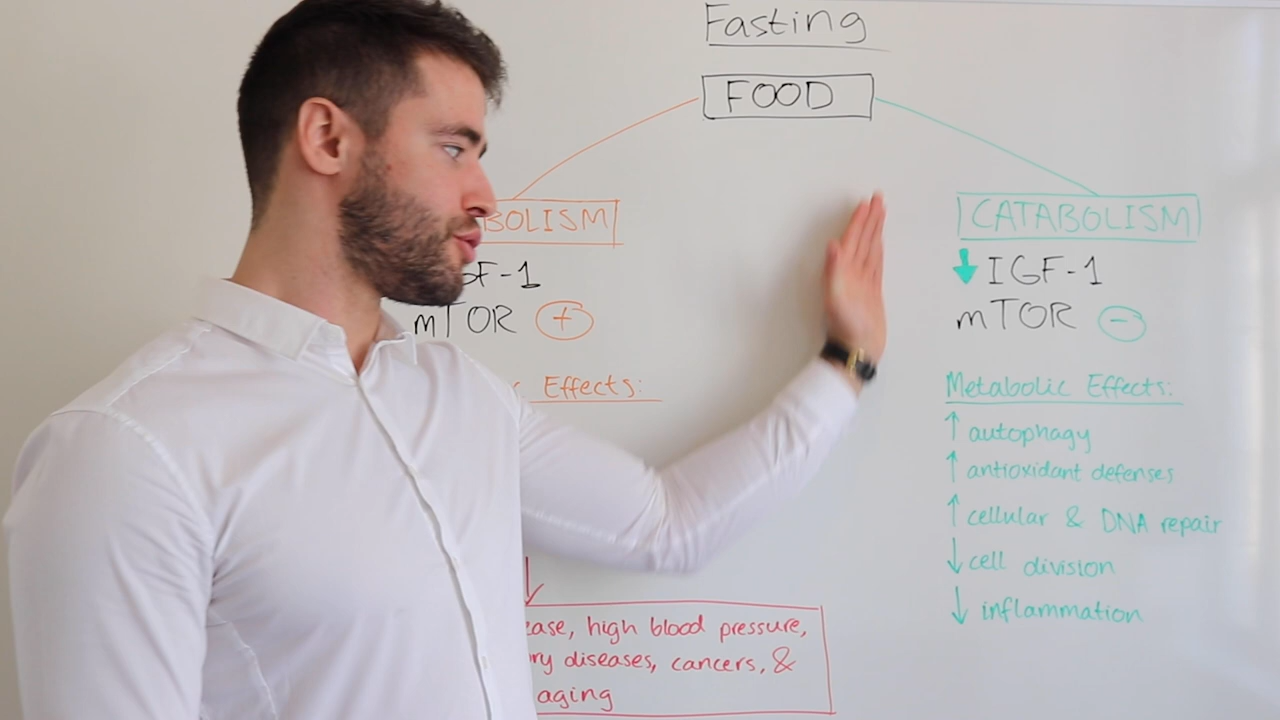 Fasting
FOOD
BOLISM
GF-1
mTOR +
c Effects:
ease, high blood pressure,
ry diseases, cancers, &
aging
CATABOLISM
↓ IGF-1
mTOR −
Metabolic Effects:
↑ autophagy
↑ antioxidant defenses
↑ cellular & DNA repair
↓ cell division
↓ inflammation